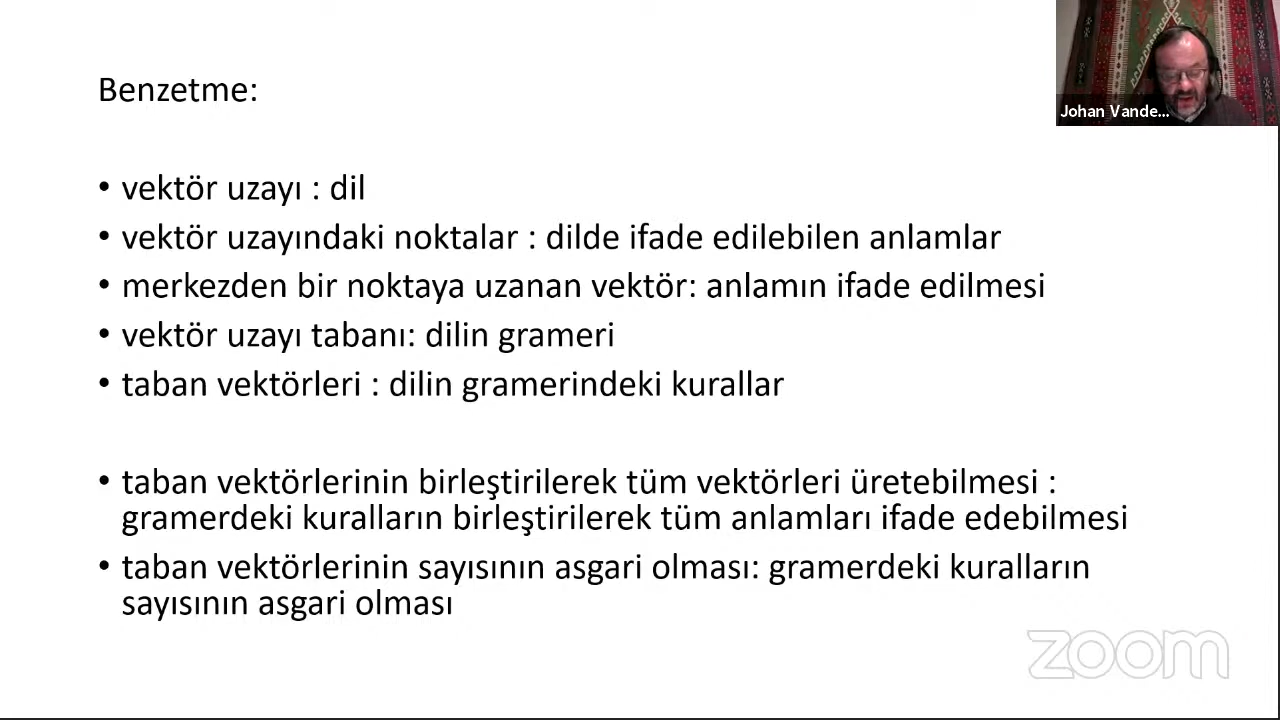 Benzetme:
Johan Vande...
• vektör uzayı : dil
• vektör uzayındaki noktalar : dilde ifade edilebilen anlamlar
• merkezden bir noktaya uzanan vektör: anlamın ifade edilmesi
• vektör uzayı tabanı: dilin grameri
• taban vektörleri : dilin gramerindeki kurallar
• taban vektörlerinin birleştirilerek tüm vektörleri üretebilmesi :
gramerdeki kuralların birleştirilerek tüm anlamları ifade edebilmesi
• taban vektörlerinin sayısının asgari olması: gramerdeki kuralların
sayısının asgari olması
zoom